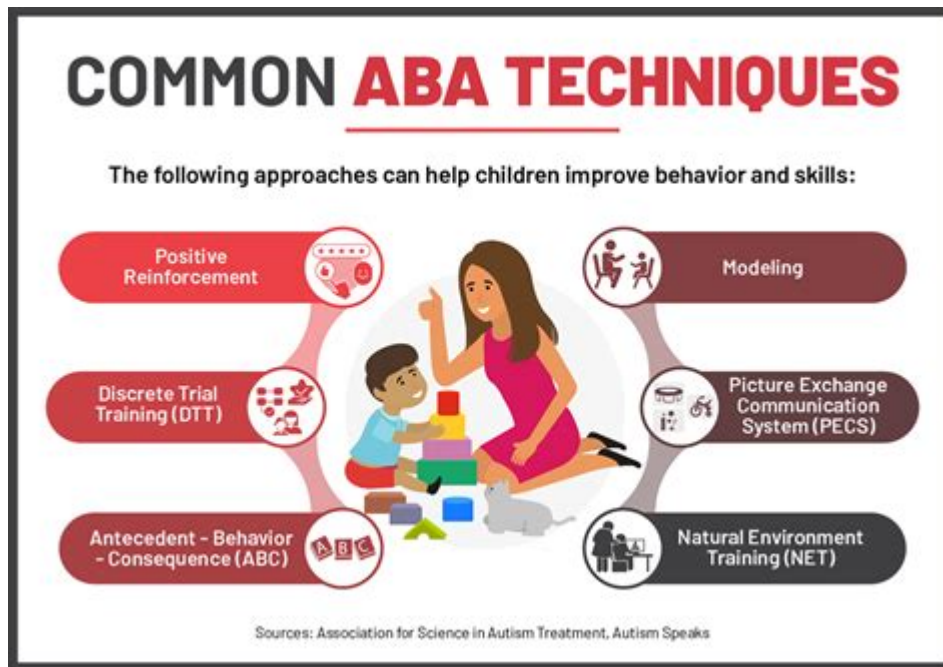 COMMON ABA TECHNIQUES
The following approaches can help children improve behavior and skills:
Positive
Reinforcement
Discrete Trial
Training (DTT)
Antecedent - Behavior
- Consequence (ABC)
A B C
Modeling
Picture Exchange
Communication
System (PECS)
Natural Environment
Training (NET)
Sources: Association for Science in Autism Treatment, Autism Speaks